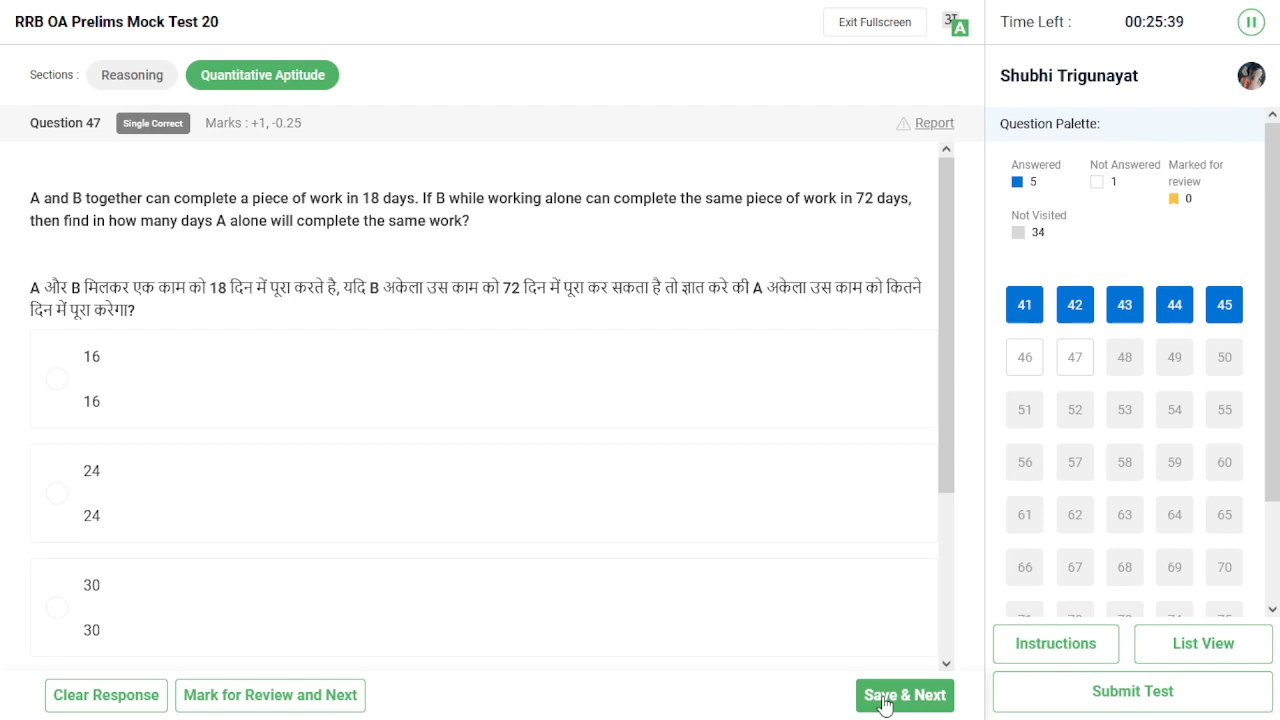 RRB OA Prelims Mock Test 20
Exit Fullscreen
A
Time Left :
00:25:39
Sections :
Reasoning
Quantitative Aptitude
Shubhi Trigunayat
Question 47
Single Correct
Marks : +1, -0.25
Report
Question Palette:
Answered
5
Not Answered
1
Marked for
review
0
Not Visited
34
A and B together can complete a piece of work in 18 days. If B while working alone can complete the same piece of work in 72 days,
then find in how many days A alone will complete the same work?
A और B मिलकर एक काम को 18 दिन में पूरा करते है, यदि B अकेला उस काम को 72 दिन में पूरा कर सकता है तो ज्ञात करे की A अकेला उस काम को कितने
दिन में पूरा करेगा?
16
16
24
24
30
30
41 42 43 44 45
46 47 48 49 50
51 52 53 54 55
56 57 58 59 60
61 62 63 64 65
66 67 68 69 70
Instructions
List View
Clear Response
Mark for Review and Next
Save & Next
Submit Test